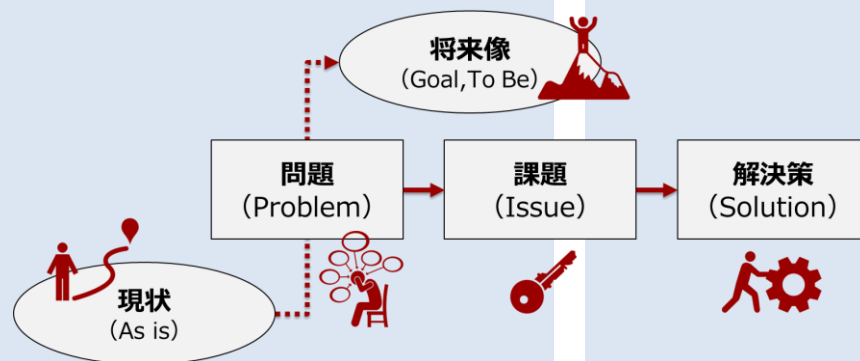 将来像
(Goal,To Be)
問題
(Problem)
課題
(Issue)
解決策
(Solution)
現状
(As is)